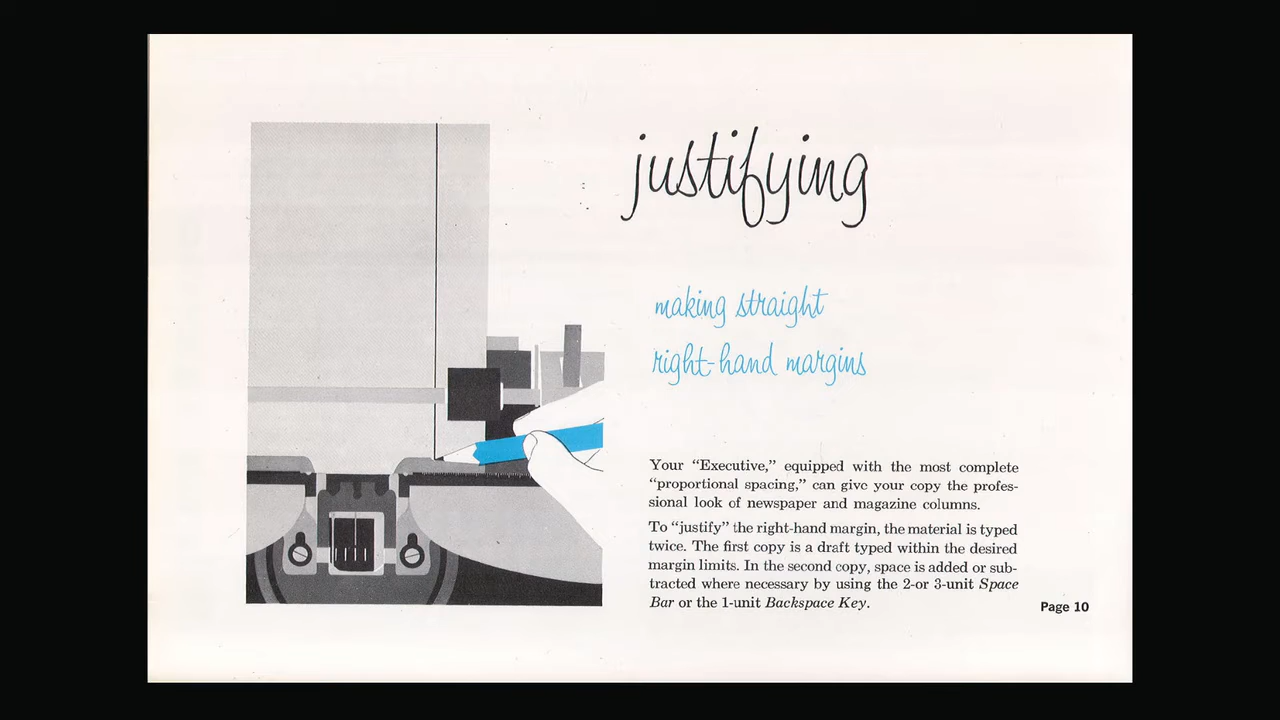 justifying
making straight
right-hand margins
Your “Executive,” equipped with the most complete
“proportional spacing,” can give your copy the profes-
sional look of newspaper and magazine columns.
To “justify” the right-hand margin, the material is typed
twice. The first copy is a draft typed within the desired
margin limits. In the second copy, space is added or sub-
tracted where necessary by using the 2-or 3-unit Space
Bar or the 1-unit Backspace Key.
Page 10